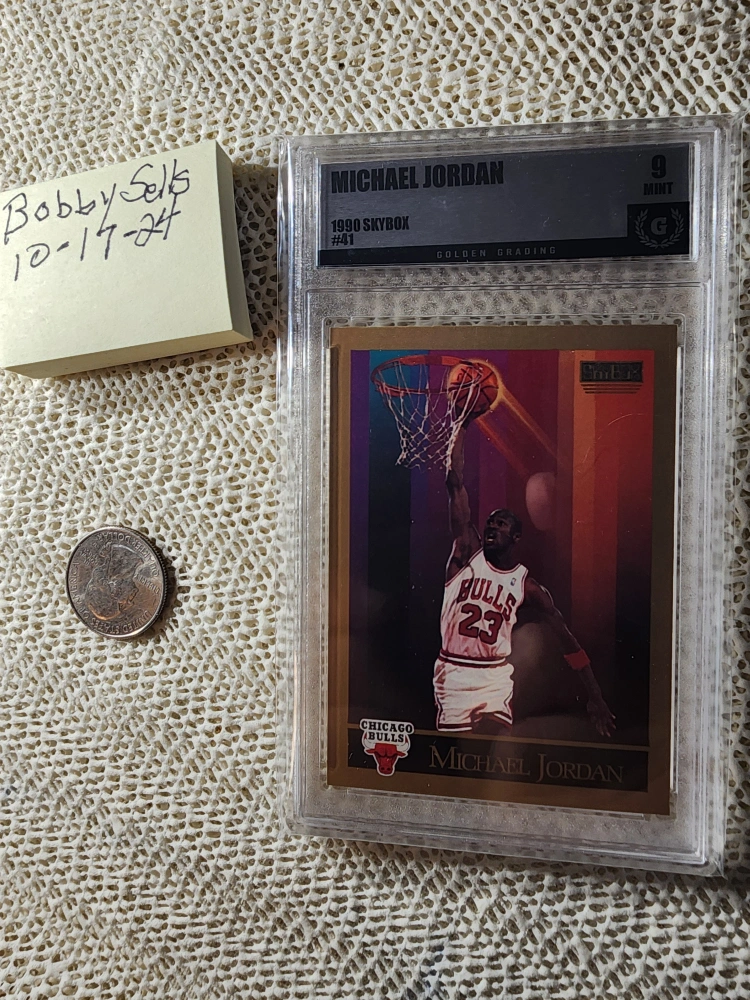 Bobby Sells
10-17-24
MICHAEL JORDAN
1990 SKYBOX
#41
9
MINT
G
GOLDEN GRADING
BULLS
23
CHICAGO
BULLS
MICHAEL JORDAN